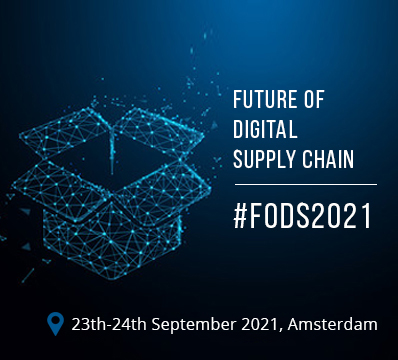 FUTURE OF
DIGITAL
SUPPLY CHAIN
#FODS2021
23th-24th September 2021, Amsterdam